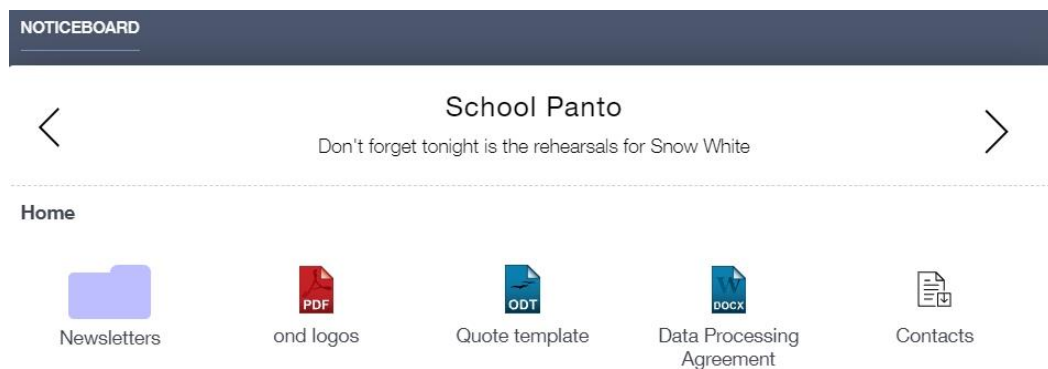 NOTICEBOARD
School Panto
Don't forget tonight is the rehearsals for Snow White
Home
PDF
ODT
W
DOCX
Newsletters
ond logos
Quote template
Data Processing
Agreement
Contacts